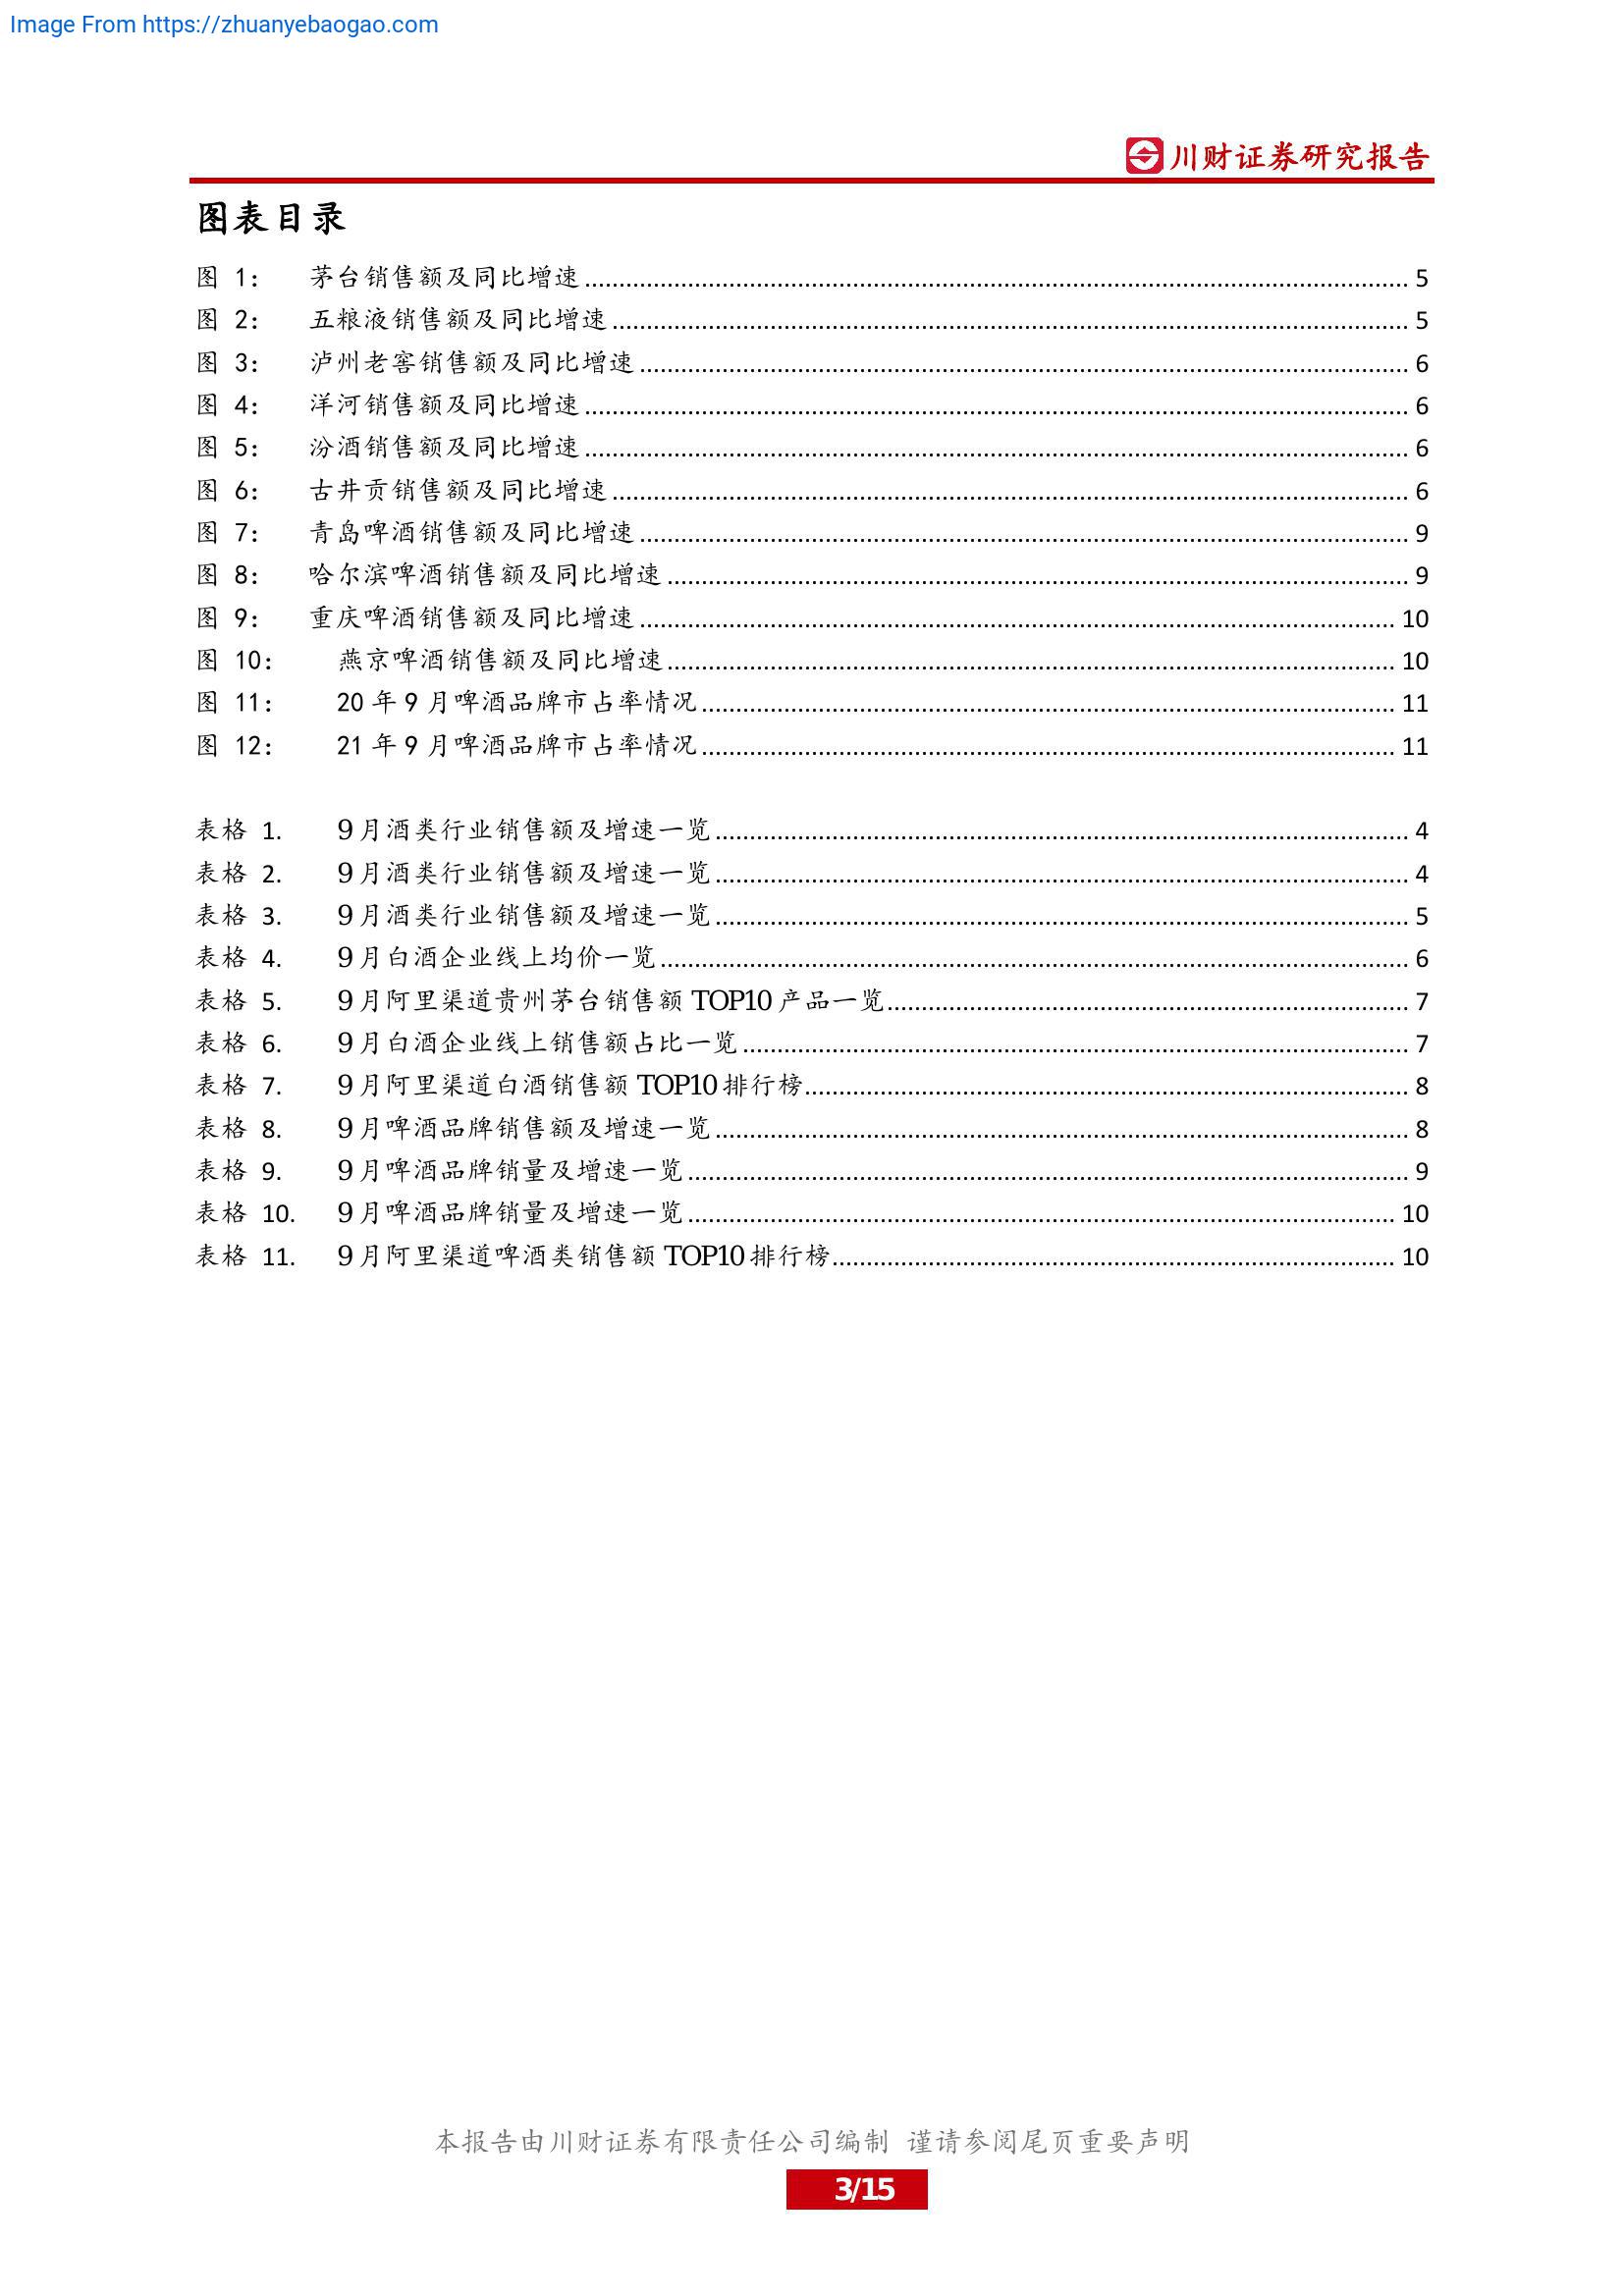 Image From https://zhuanyebaogao.com
川财证券研究报告
图表目录
图 1： 茅台销售额及同比增速 5
图 2： 五粮液销售额及同比增速 5
图 3： 泸州老窖销售额及同比增速 6
图 4： 洋河销售额及同比增速 6
图 5： 汾酒销售额及同比增速 6
图 6： 古井贡销售额及同比增速 6
图 7： 青岛啤酒销售额及同比增速 9
图 8： 哈尔滨啤酒销售额及同比增速 9
图 9： 重庆啤酒销售额及同比增速 10
图 10： 燕京啤酒销售额及同比增速 10
图 11： 20 年 9 月啤酒品牌市占率情况 11
图 12： 21 年 9 月啤酒品牌市占率情况 11
表格 1. 9 月酒类行业销售额及增速一览 4
表格 2. 9 月酒类行业销售额及增速一览 4
表格 3. 9 月酒类行业销售额及增速一览 5
表格 4. 9 月白酒企业线上均价一览 6
表格 5. 9 月阿里渠道贵州茅台销售额 TOP10 产品一览 7
表格 6. 9 月白酒企业线上销售额占比一览 7
表格 7. 9 月阿里渠道白酒销售额 TOP10 排行榜 8
表格 8. 9 月啤酒品牌销售额及增速一览 8
表格 9. 9 月啤酒品牌销量及增速一览 9
表格 10. 9 月啤酒品牌销量及增速一览 10
表格 11. 9 月阿里渠道啤酒类销售额 TOP10 排行榜 10
本报告由川财证券有限责任公司编制 谨请参阅尾页重要声明
3/15